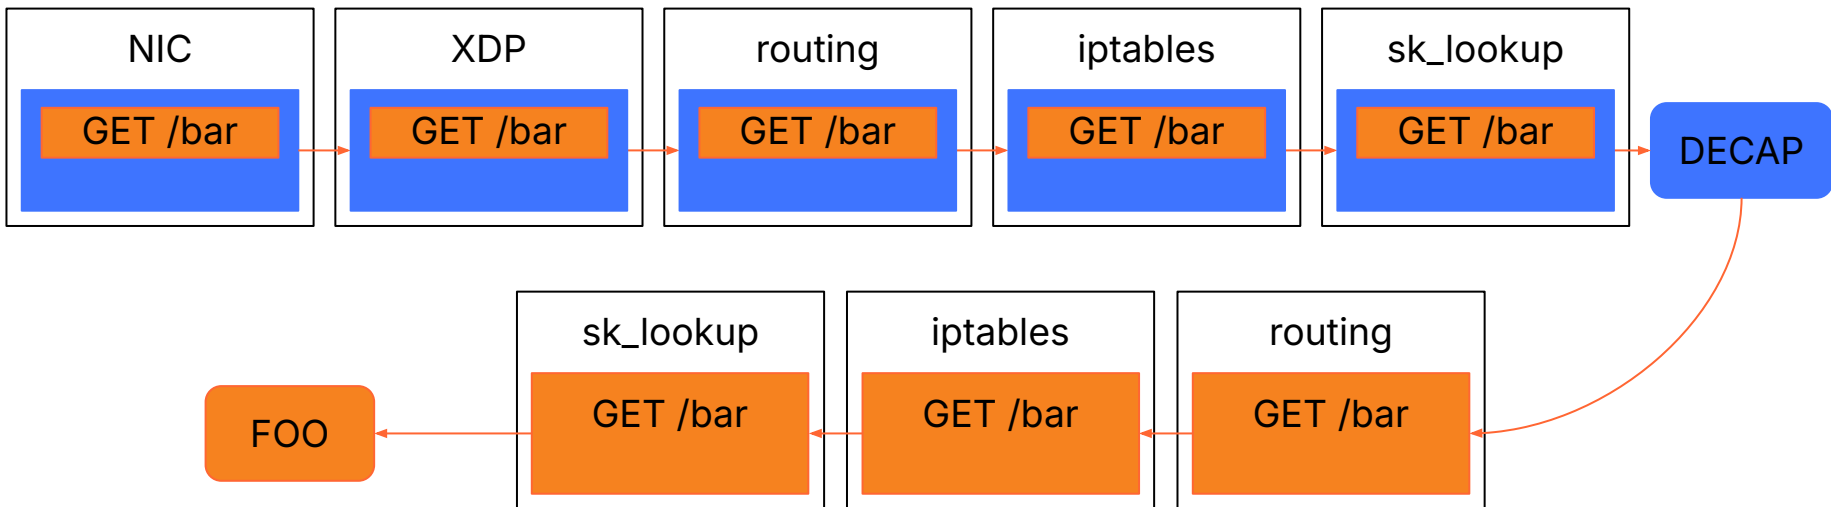 NIC
GET /bar
XDP
GET /bar
routing
GET /bar
iptables
GET /bar
sk_lookup
GET /bar
DECAP
routing
GET /bar
iptables
GET /bar
sk_lookup
GET /bar
FOO